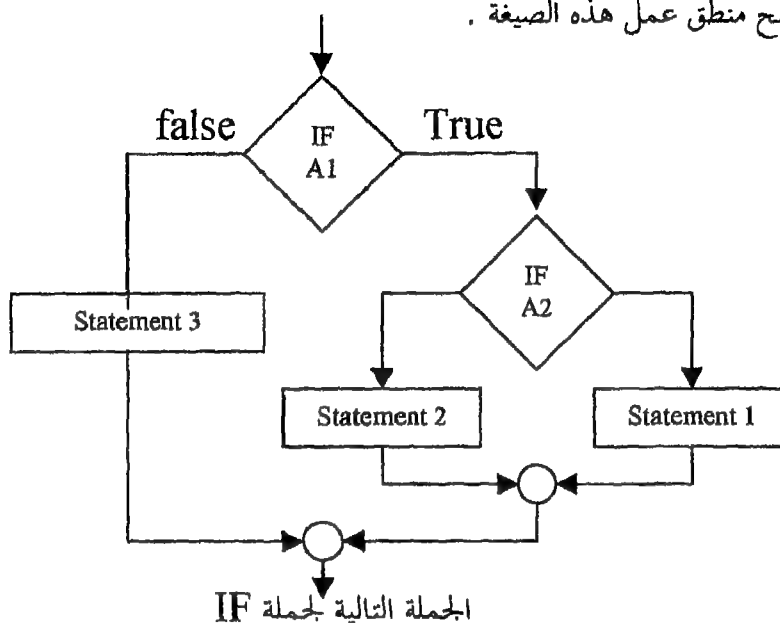 منطق عمل هذه الصيغة .
false
True
IF
A1
IF
A2
Statement 3
Statement 2
Statement 1
الجملة التالية لجملة IF